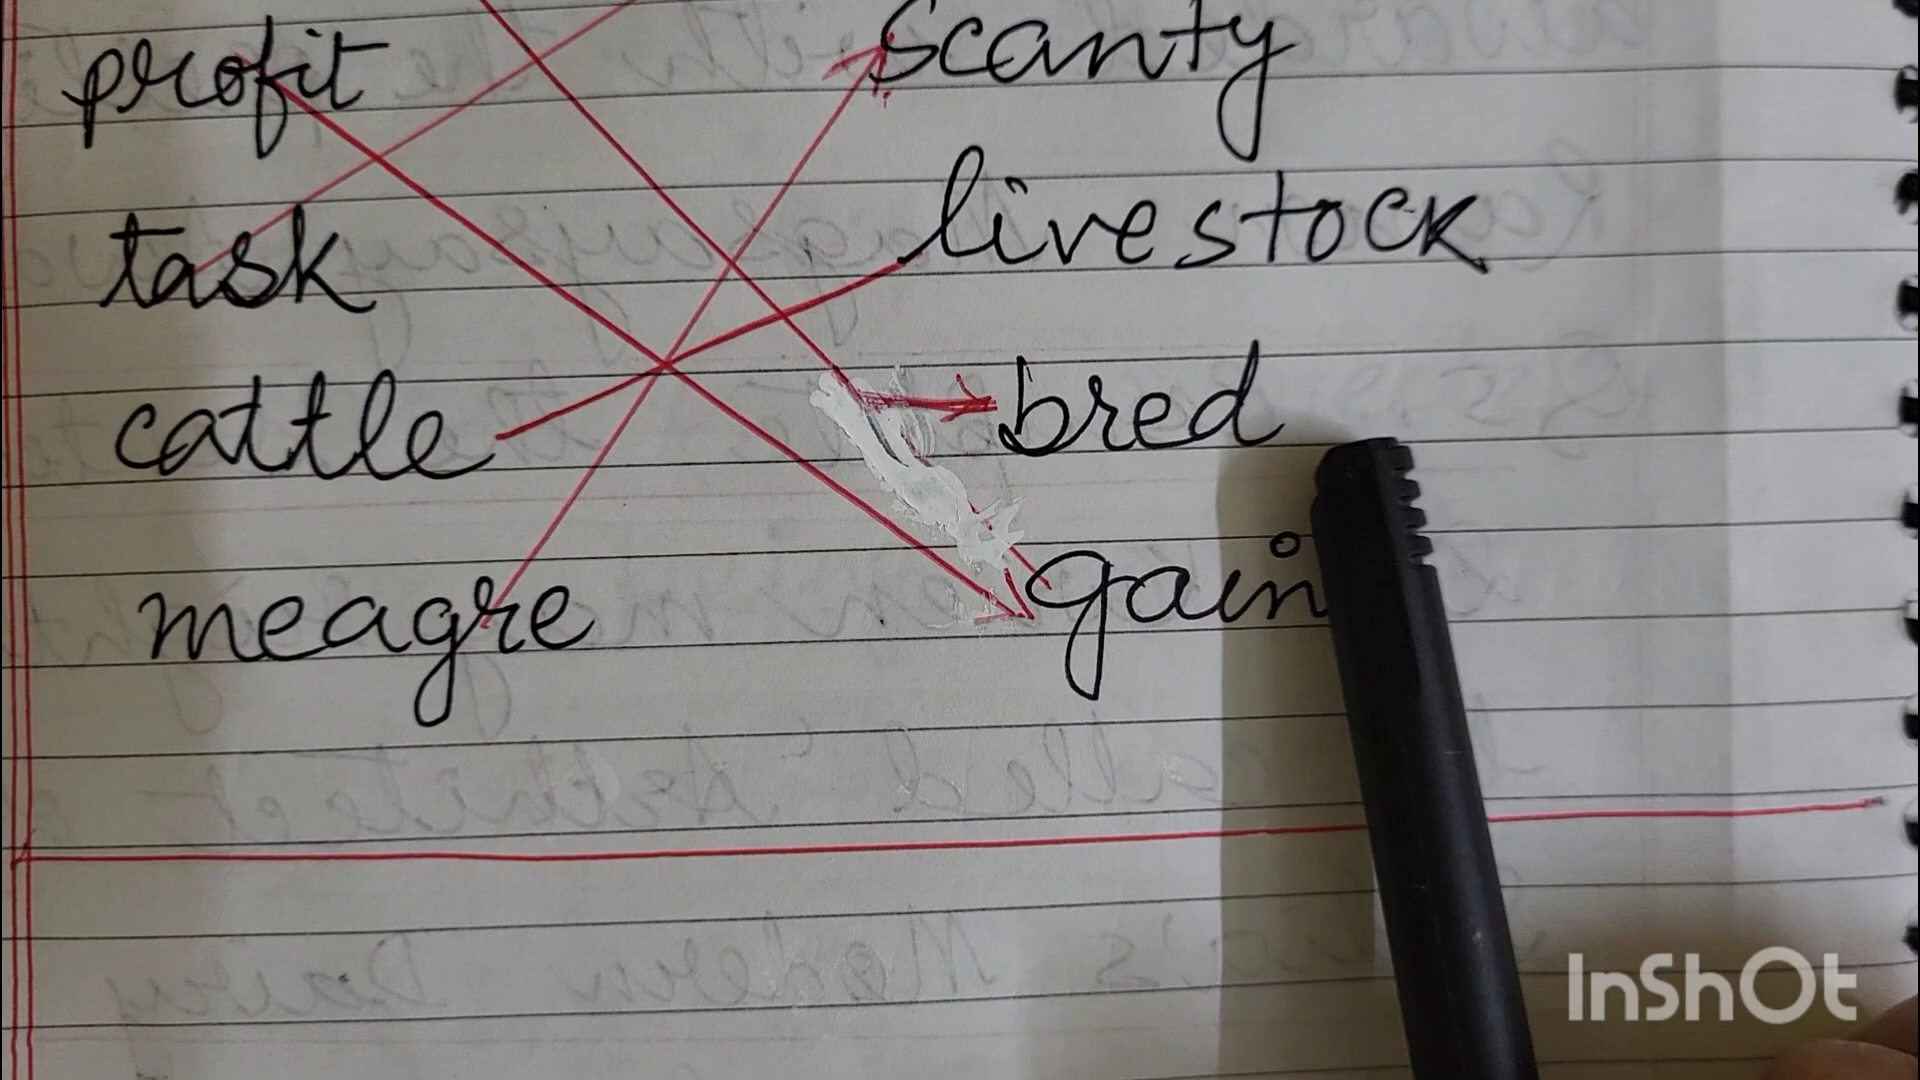 profit scanty
task livestock
cattle bred
meagre gain
InShOt